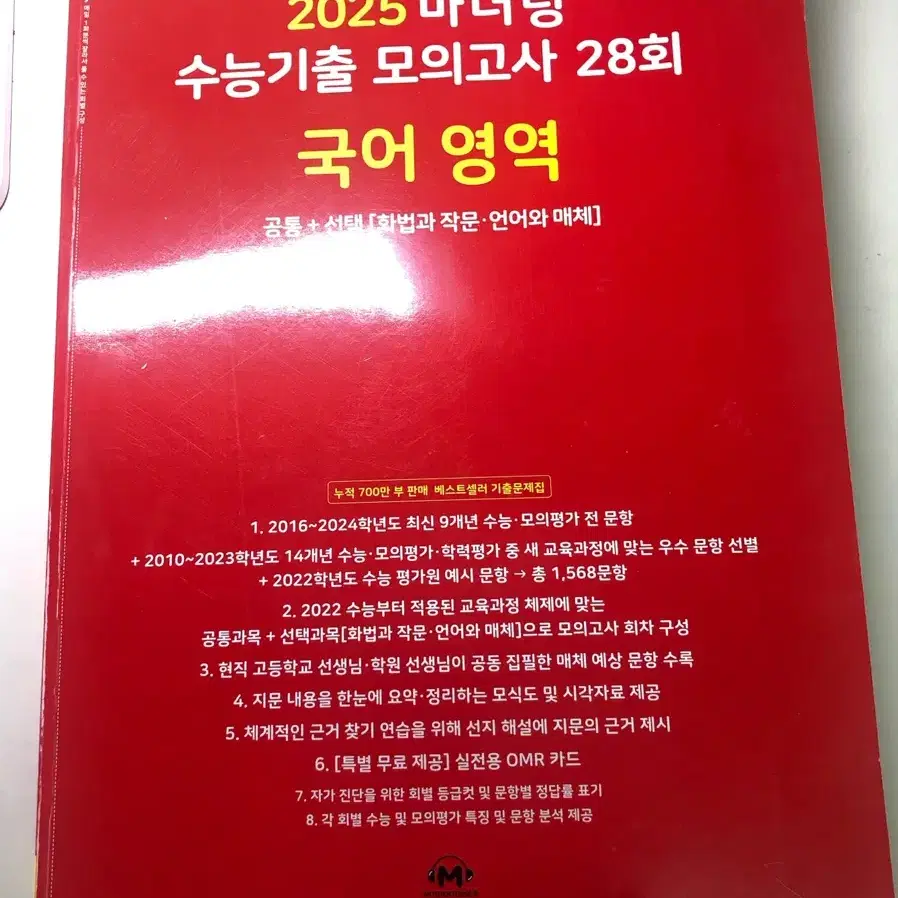 2025 마더텅
수능기출 모의고사 28회
국어 영역
공통 + 선택 [화법과 작문·언어와 매체]
누적 700만 부 판매 베스트셀러 기출문제집
1. 2016~2024학년도 최신 9개년 수능·모의평가 전 문항
+ 2010~2023학년도 14개년 수능·모의평가·학력평가 중 새 교육과정에 맞는 우수 문항 선별
+ 2022학년도 수능 평가원 예시 문항 → 총 1,568문항
2. 2022 수능부터 적용된 교육과정 체제에 맞는
공통과목 + 선택과목[화법과 작문·언어와 매체]으로 모의고사 회차 구성
3. 현직 고등학교 선생님·학원 선생님이 공동 집필한 매체 예상 문항 수록
4. 지문 내용을 한눈에 요약·정리하는 모식도 및 시각자료 제공
5. 체계적인 근거 찾기 연습을 위해 선지 해설에 지문의 근거 제시
6. [특별 무료 제공] 실전용 OMR 카드
7. 자가 진단을 위한 회별 등급컷 및 문항별 정답률 표기
8. 각 회별 수능 및 모의평가 특징 및 문항 분석 제공
M